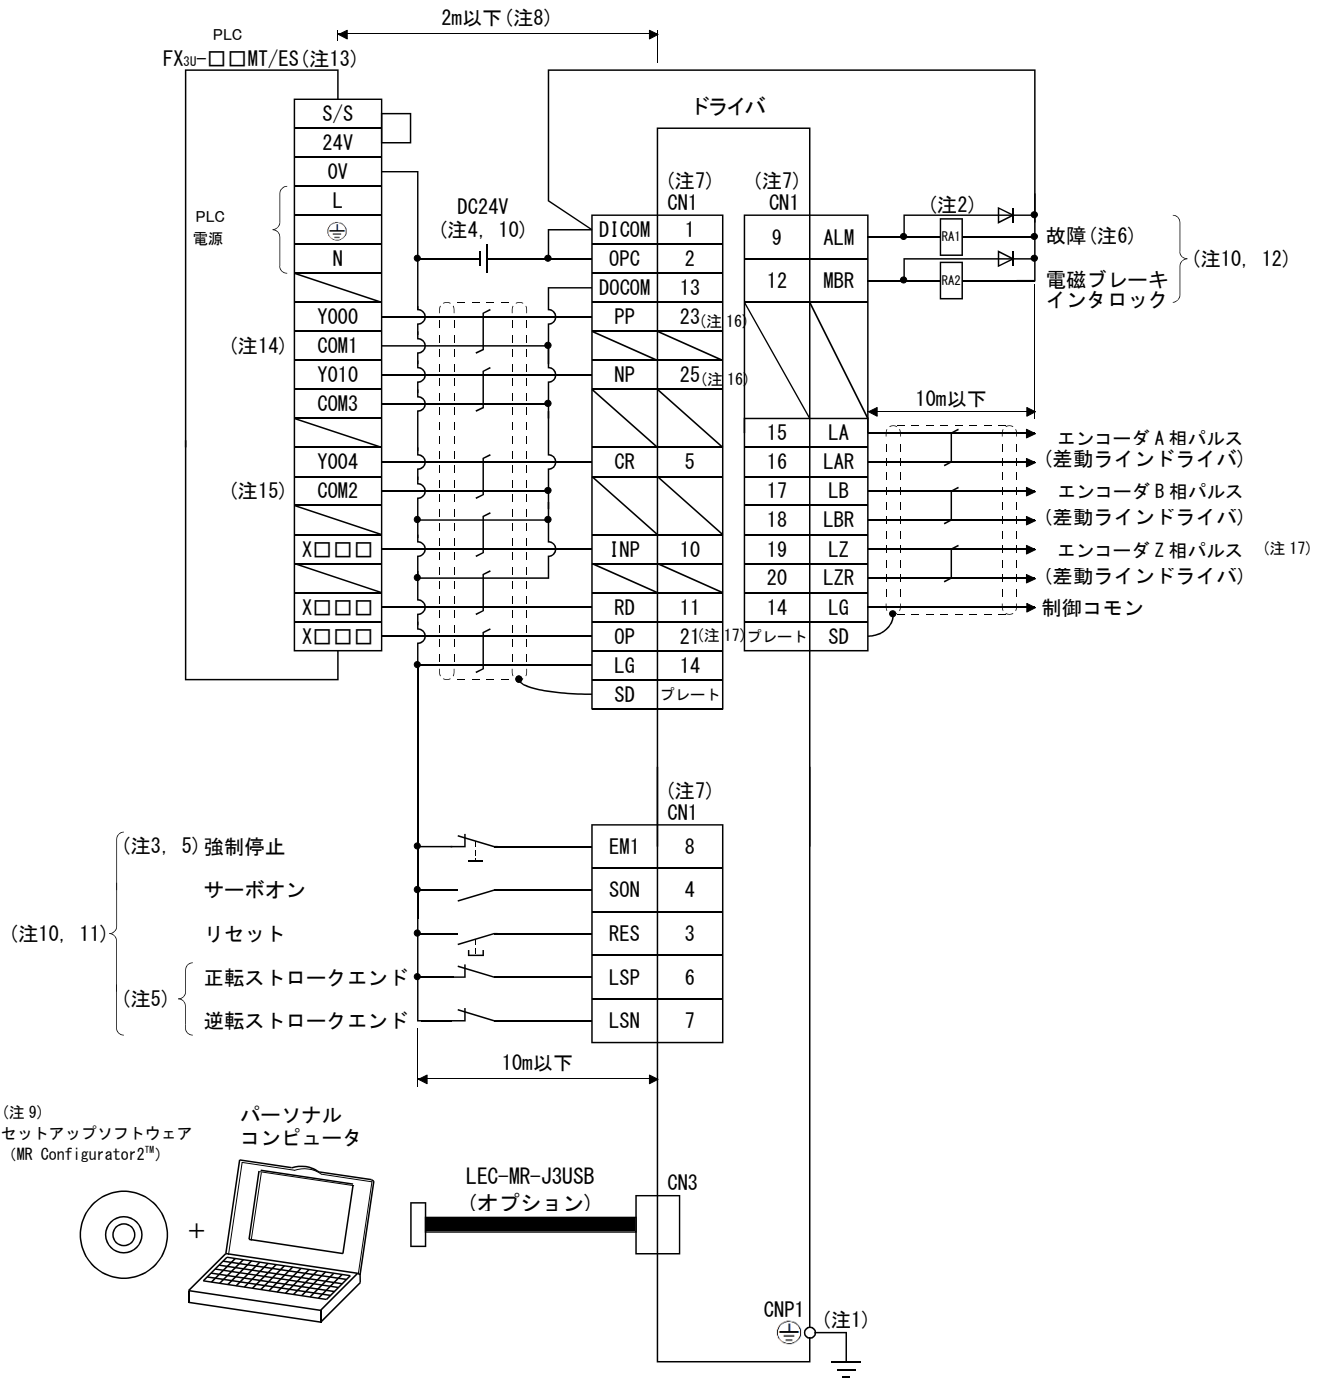 2m以下(注8)
PLC
FX3U-□□MT/ES(注13)
ドライバ
S/S
24V
0V
L
N
PLC
電源
DC24V
(注4, 10)
Y000
(注14)
COM1
Y010
COM3
Y004
(注15)
COM2
X□□□
X□□□
X□□□
(注7)
CN1
DICOM 1
OPC 2
DOCOM 13
PP 23(注16)
NP 25(注16)
CR 5
INP 10
RD 11
OP 21(注17)
LG 14
SD プレート
(注7)
CN1
9 ALM
12 MBR
15 LA
16 LAR
17 LB
18 LBR
19 LZ
20 LZR
14 LG
プレート SD
(注2)
RA1
RA2
故障(注6)
電磁ブレーキ
インタロック
(注10, 12)
10m以下
エンコーダA相パルス
(差動ラインドライバ)
エンコーダB相パルス
(差動ラインドライバ)
エンコーダZ相パルス (注17)
(差動ラインドライバ)
制御コモン
(注7)
CN1
EM1 8
SON 4
RES 3
LSP 6
LSN 7
(注3, 5)強制停止
サーボオン
(注10, 11)
リセット
正転ストロークエンド
(注5)
逆転ストロークエンド
10m以下
(注9)
セットアップソフトウェア
(MR Configurator2™)
パーソナル
コンピュータ
+
LEC-MR-J3USB
(オプション)
CN3
CNP1
(注1)